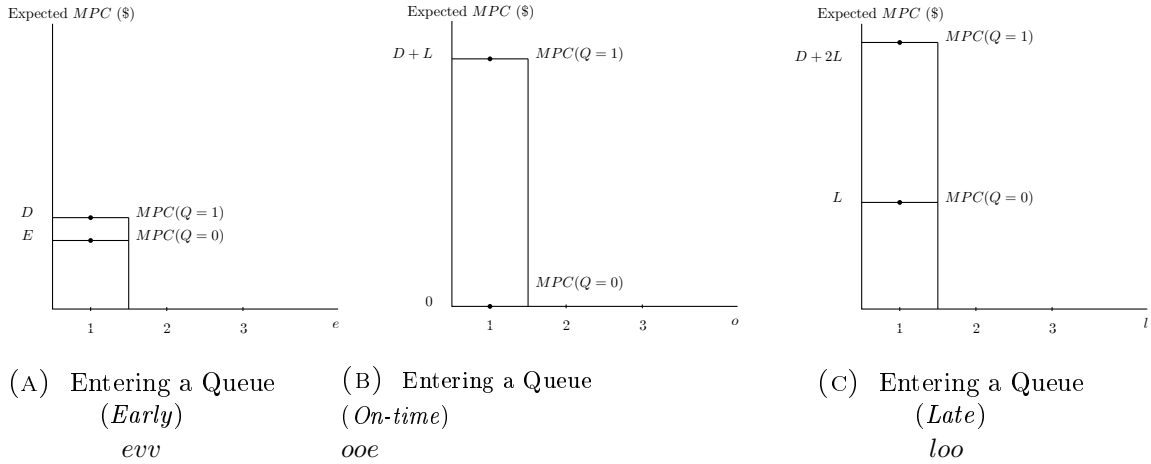 Expected MPC ($)
MPC(Q = 1)
D
MPC(Q = 0)
E
1 2 3 e
(A) Entering a Queue
(Early)
evv
Expected MPC ($)
D + L
MPC(Q = 1)
MPC(Q = 0)
0
1 2 3 o
(B) Entering a Queue
(On-time)
ooe
Expected MPC ($)
MPC(Q = 1)
D + 2L
L
MPC(Q = 0)
1 2 3 l
(C) Entering a Queue
(Late)
loo